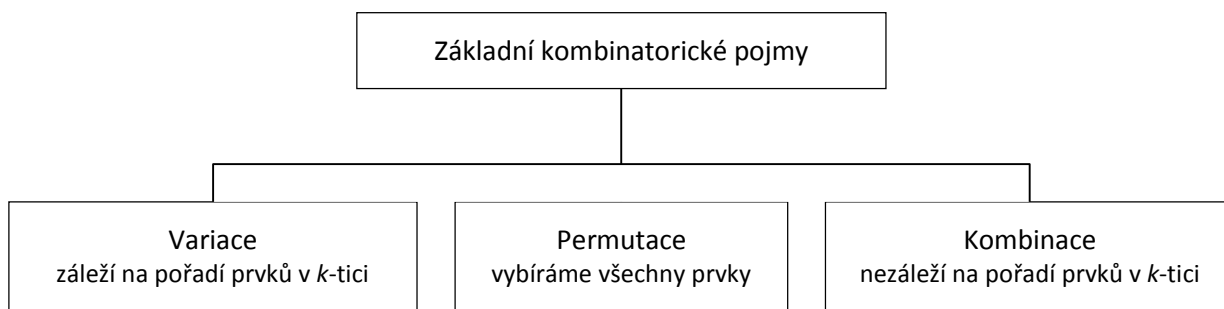 Základní kombinatorické pojmy
Variace
záleží na pořadí prvků v k-tici
Permutace
vybíráme všechny prvky
Kombinace
nezáleží na pořadí prvků v k-tici